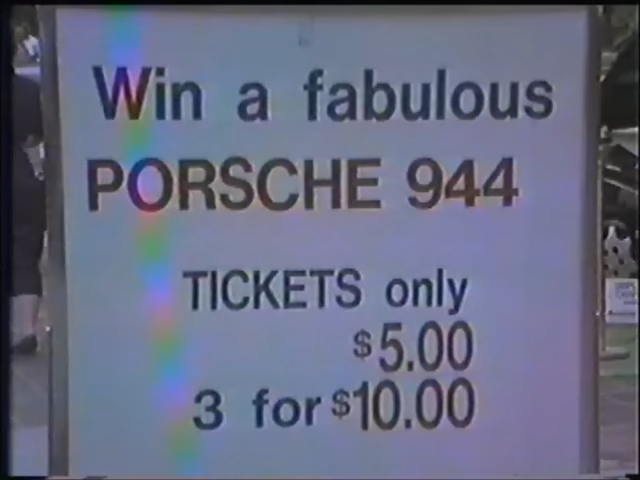 Win a fabulous
PORSCHE 944
TICKETS only
$5.00
3 for $10.00